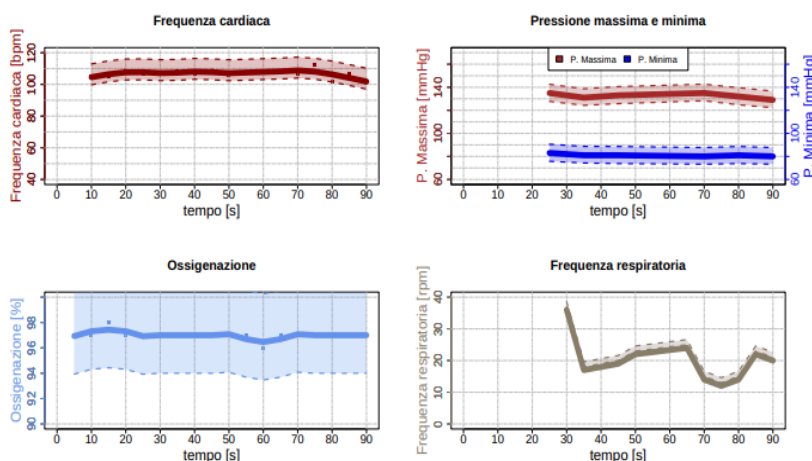 Frequenza cardiaca
Frequenza cardiaca [bpm]
40 60 80 100 120
0 10 20 30 40 50 60 70 80 90
tempo [s]
Pressione massima e minima
P. Massima P. Minima
P. Massima [mmHg]
60 80 100 140
P. Minima [mmHg]
60 80 100 140
0 10 20 30 40 50 60 70 80 90
tempo [s]
Ossigenazione
Ossigenazione [%]
90 92 94 96 98
0 10 20 30 40 50 60 70 80 90
tempo [s]
Frequenza respiratoria
Frequenza respiratoria [rpm]
0 10 20 30 40
0 10 20 30 40 50 60 70 80 90
tempo [s]